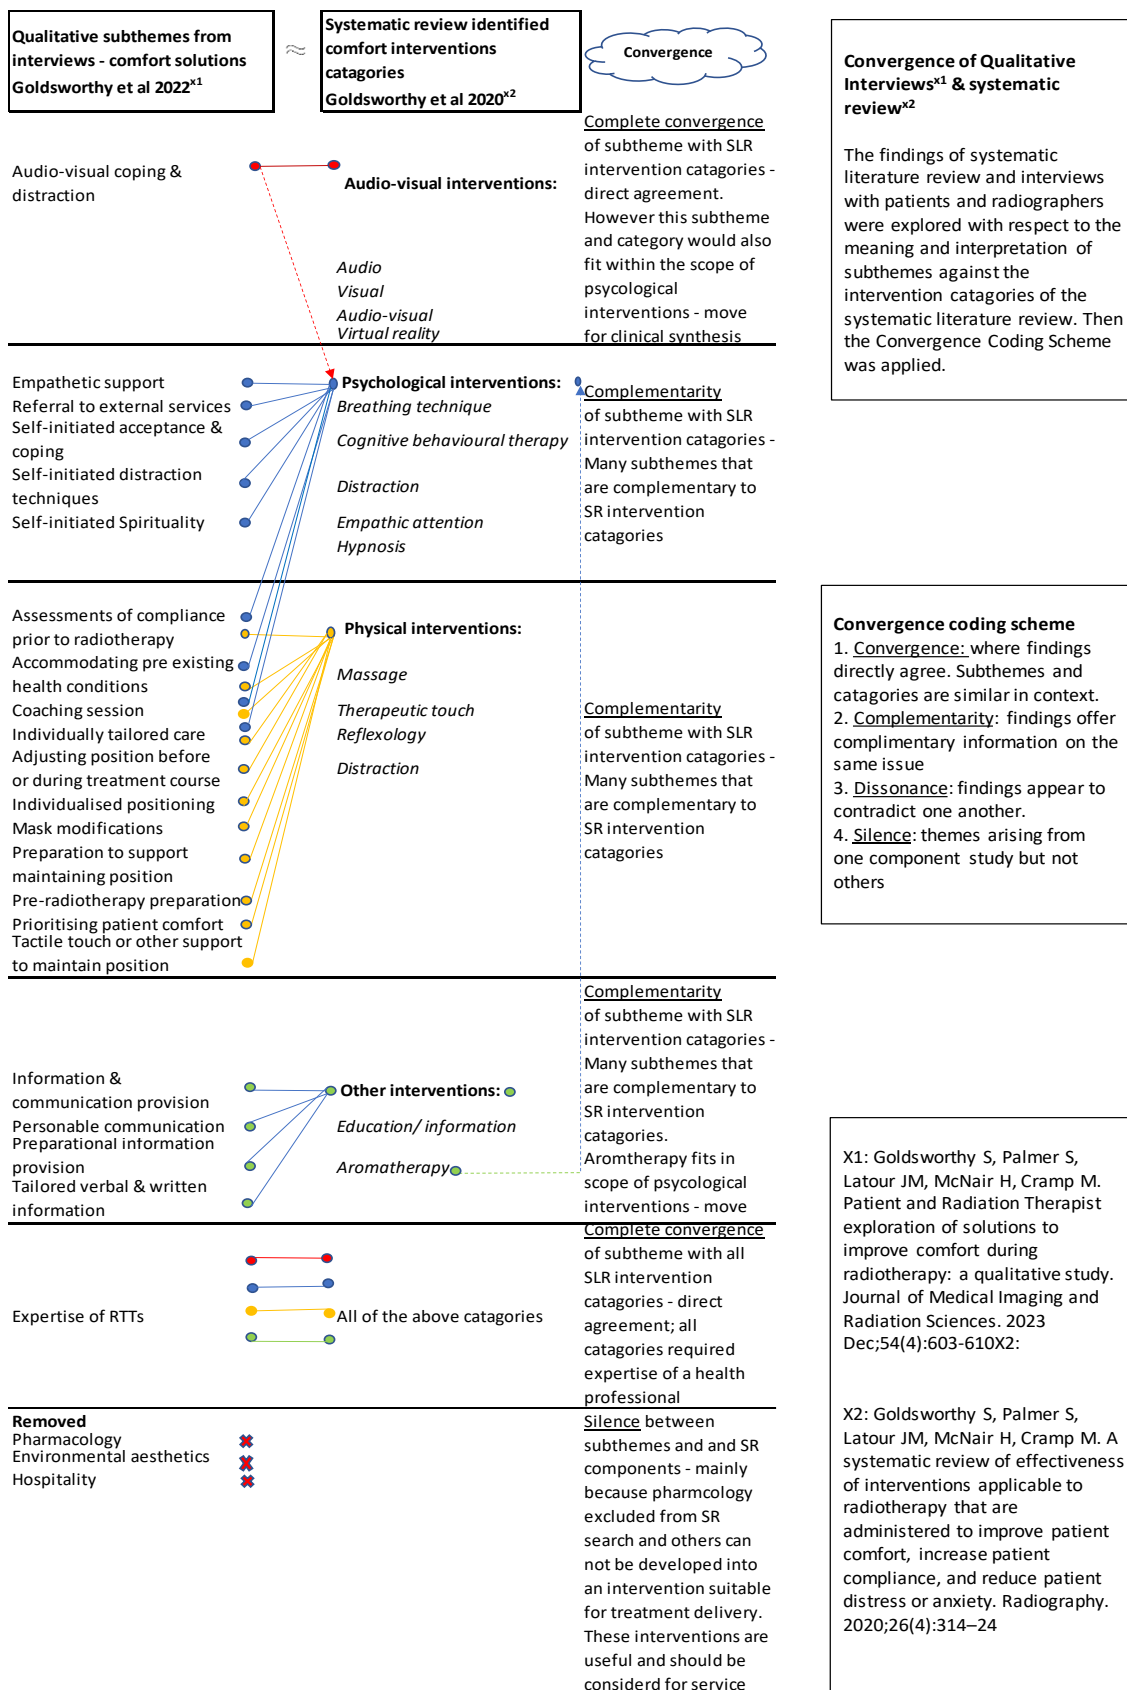 Qualitative subthemes from
interviews - comfort solutions
Goldsworthy et al 2022x1
≈
Systematic review identified
comfort interventions
catagories
Goldsworthy et al 2020x2
Convergence
Audio-visual coping &
distraction
Audio-visual interventions:
Audio
Visual
Audio-visual
Virtual reality
Complete convergence
of subtheme with SLR
intervention catagories -
direct agreement.
However this subtheme
and category would also
fit within the scope of
psycological
interventions - move
for clinical synthesis
Empathetic support
Referral to external services
Self-initiated acceptance &
coping
Self-initiated distraction
techniques
Self-initiated Spirituality
Psychological interventions:
Breathing technique
Cognitive behavioural therapy
Distraction
Empathic attention
Hypnosis
Complementarity
of subtheme with SLR
intervention catagories -
Many subthemes that
are complementary to
SR intervention
catagories
Assessments of compliance
prior to radiotherapy
Accommodating pre existing
health conditions
Coaching session
Individually tailored care
Adjusting position before
or during treatment course
Individualised positioning
Mask modifications
Preparation to support
maintaining position
Pre-radiotherapy preparation
Prioritising patient comfort
Tactile touch or other support
to maintain position
Physical interventions:
Massage
Therapeutic touch
Reflexology
Distraction
Complementarity
of subtheme with SLR
intervention catagories -
Many subthemes that
are complementary to
SR intervention
catagories
Information &
communication provision
Personable communication
Preparational information
provision
Tailored verbal & written
information
Other interventions:
Education/ information
Aromatherapy
Complementarity
of subtheme with SLR
intervention catagories -
Many subthemes that
are complementary to
SR intervention
catagories.
Aromtherapy fits in
scope of psycological
interventions - move
Expertise of RTTs
All of the above catagories
Complete convergence
of subtheme with all
SLR intervention
catagories - direct
agreement; all
catagories required
expertise of a health
professional
Removed
Pharmacology
Environmental aesthetics
Hospitality
Silence between
subthemes and and SR
components - mainly
because pharmcology
excluded from SR
search and others can
not be developed into
an intervention suitable
for treatment delivery.
These interventions are
useful and should be
considerd for service
Convergence of Qualitative
Interviewsx1 & systematic
reviewx2
The findings of systematic
literature review and interviews
with patients and radiographers
were explored with respect to the
meaning and interpretation of
subthemes against the
intervention catagories of the
systematic literature review. Then
the Convergence Coding Scheme
was applied.
Convergence coding scheme
1. Convergence: where findings
directly agree. Subthemes and
catagories are similar in context.
2. Complementarity: findings offer
complimentary information on the
same issue
3. Dissonance: findings appear to
contradict one another.
4. Silence: themes arising from
one component study but not
others
X1: Goldsworthy S, Palmer S,
Latour JM, McNair H, Cramp M.
Patient and Radiation Therapist
exploration of solutions to
improve comfort during
radiotherapy: a qualitative study.
Journal of Medical Imaging and
Radiation Sciences. 2023
Dec;54(4):603-610X2:
X2: Goldsworthy S, Palmer S,
Latour JM, McNair H, Cramp M. A
systematic review of effectiveness
of interventions applicable to
radiotherapy that are
administered to improve patient
comfort, increase patient
compliance, and reduce patient
distress or anxiety. Radiography.
2020;26(4):314–24